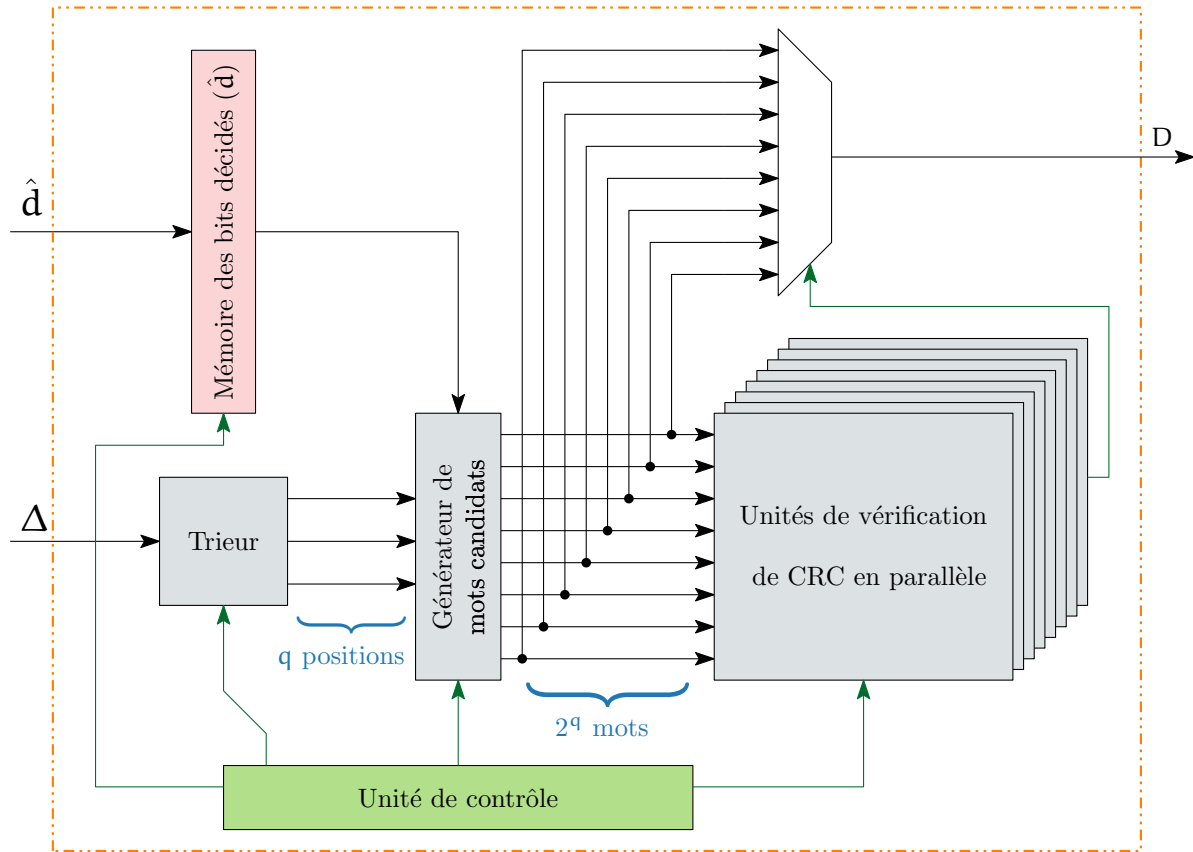 D
d̂
Mémoire des bits décidés (d̂)
Δ
Trieur
Générateur de
mots candidats
Unités de vérification
de CRC en parallèle
q positions
2^q mots
Unité de contrôle